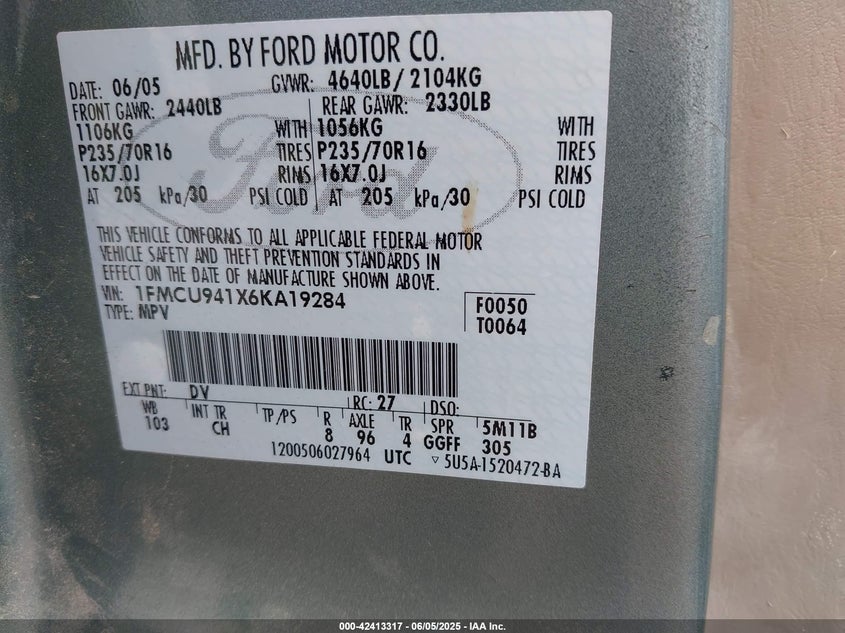 MFD. BY FORD MOTOR CO.
DATE: 06/05 GVWR: 4640LB/ 2104KG
FRONT GAWR: 2440LB REAR GAWR: 2330LB
1106KG WITH 1056KG WITH
P235/70R16 TIRES P235/70R16 TIRES
16X7.0J RIMS 16X7.0J RIMS
AT 205 kPa/30 PSI COLD AT 205 kPa/30 PSI COLD
Ford
THIS VEHICLE CONFORMS TO ALL APPLICABLE FEDERAL MOTOR
VEHICLE SAFETY AND THEFT PREVENTION STANDARDS IN
EFFECT ON THE DATE OF MANUFACTURE SHOWN ABOVE.
VIN: 1FMCU941X6KA19284 F0050
TYPE: MPV T0064
EXT PNT: DV RC: 27 DSO:
WB INT TR TP/PS R AXLE TR SPR 5M11B
103 CH 8 96 4 GGFF 305
1200506027964 UTC ▽ 5U5A-1520472-BA
000-42413317 - 06/05/2025 - IAA Inc.